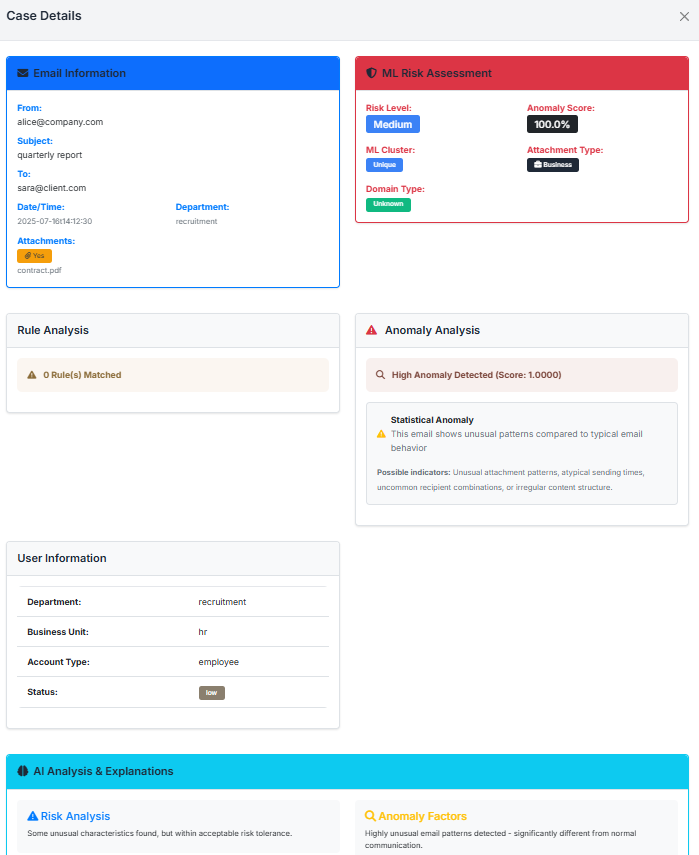 Case Details
Email Information
From:
alice@company.com
Subject:
quarterly report
To:
sara@client.com
Date/Time:
Department:
2025-07-16t14:12:30
recruitment
Attachments:
Yes
contract.pdf
ML Risk Assessment
Risk Level:
Anomaly Score:
Medium
100.0%
ML Cluster:
Attachment Type:
Unique
Business
Domain Type:
Unknown
Rule Analysis
0 Rule(s) Matched
Anomaly Analysis
High Anomaly Detected (Score: 1.0000)
Statistical Anomaly
This email shows unusual patterns compared to typical email
behavior
Possible indicators: Unusual attachment patterns, atypical sending times,
uncommon recipient combinations, or irregular content structure.
User Information
Department: recruitment
Business Unit: hr
Account Type: employee
Status: low
AI Analysis & Explanations
Risk Analysis
Some unusual characteristics found, but within acceptable risk tolerance.
Anomaly Factors
Highly unusual email patterns detected - significantly different from normal
communication.